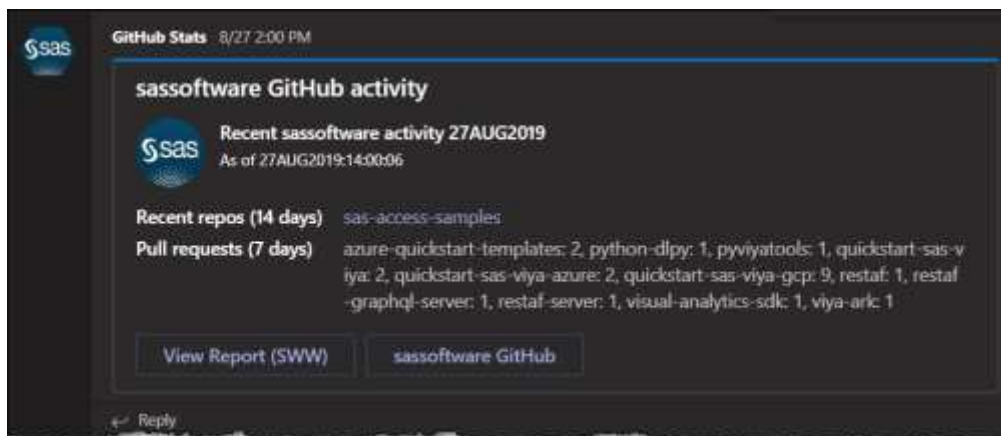 sas
GitHub Stats 8/27 2:00 PM
sassoftware GitHub activity
sas
Recent sassoftware activity 27AUG2019
As of 27AUG2019:14:00:06
Recent repos (14 days) sas-access-samples
Pull requests (7 days) azure-quickstart-templates: 2, python-dlpy: 1, pyviyatools: 1, quickstart-sas-v
iya: 2, quickstart-sas-viya-azure: 2, quickstart-sas-viya-gcp: 9, restaf: 1, restaf
-graphql-server: 1, restaf-server: 1, visual-analytics-sdk: 1, viya-ark: 1
View Report (SWW) sassoftware GitHub
Reply